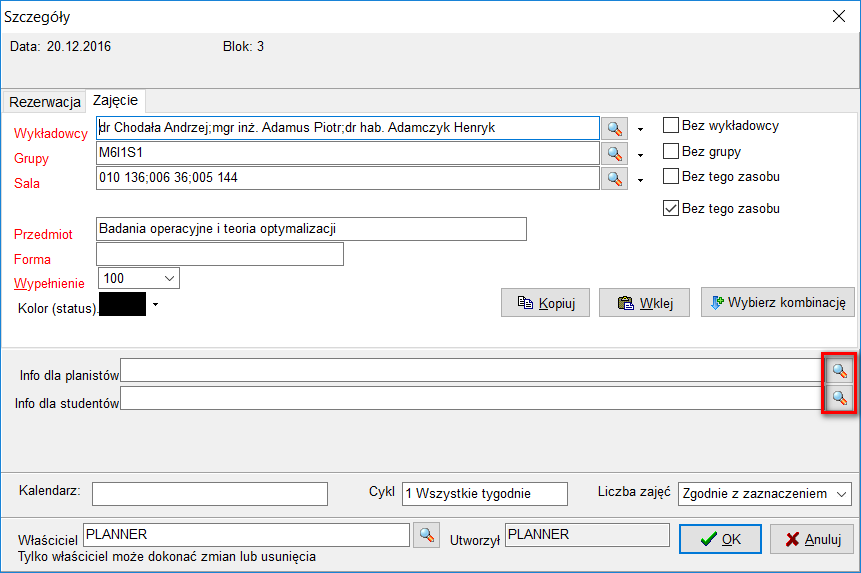 Szczegóły
Data: 20.12.2016 Blok: 3
Rezerwacja Zajęcie
Wykładowcy dr Chodała Andrzej;mgr inż. Adamus Piotr;dr hab. Adamczyk Henryk Bez wykładowcy
Grupy M6I1S1 Bez grupy
Sala 010 136;006 36;005 144 Bez tego zasobu
Bez tego zasobu
Przedmiot Badania operacyjne i teoria optymalizacji
Forma
Wypełnienie 100
Kolor (status). Kopiuj Wklej Wybierz kombinację
Info dla planistów
Info dla studentów
Kalendarz: Cykl 1 Wszystkie tygodnie Liczba zajęć Zgodnie z zaznaczeniem
Właściciel PLANNER Utworzył PLANNER OK Anuluj
Tylko właściciel może dokonać zmian lub usunięcia